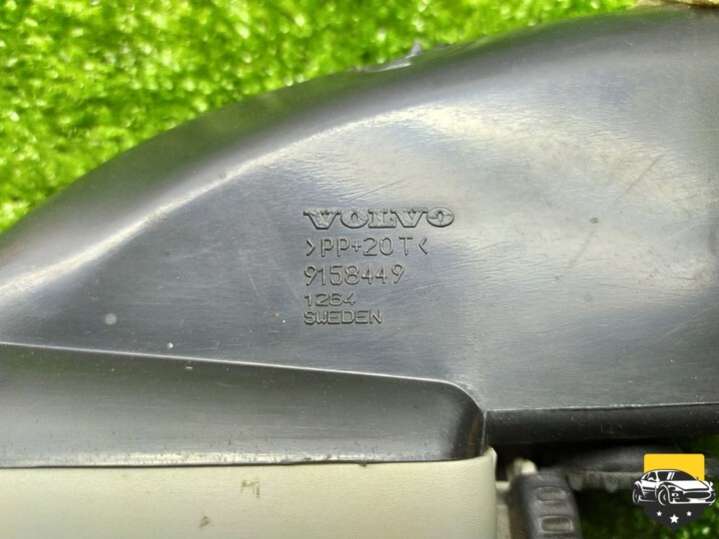 VOLVO
>PP+20T<
9158449
1254
SWEDEN